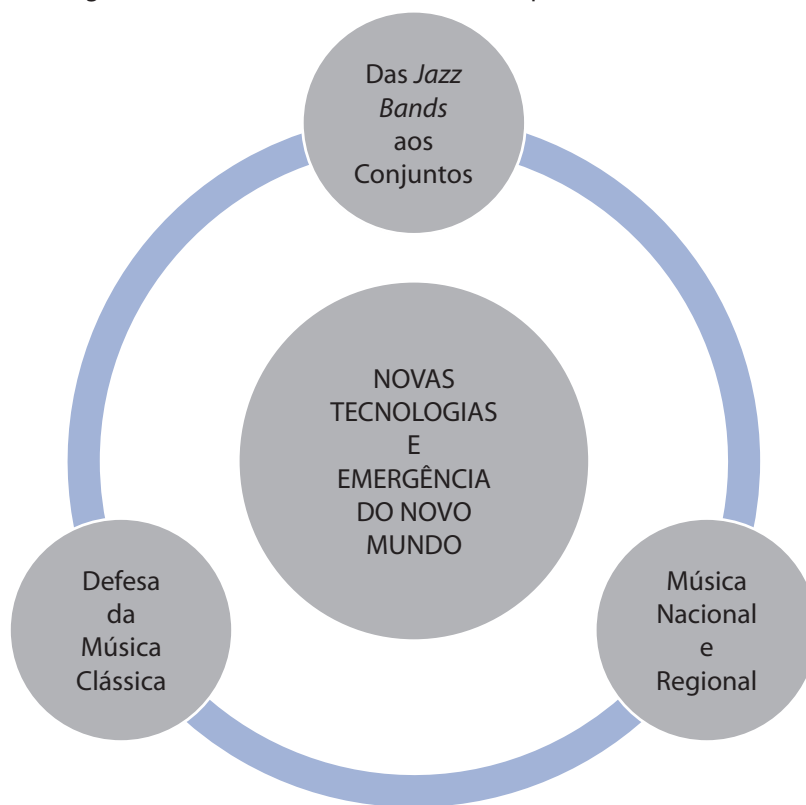 Das Jazz
Bands
aos
Conjuntos
NOVAS
TECNOLOGIAS
E
EMERGÊNCIA
DO NOVO
MUNDO
Defesa
da
Música
Clássica
Música
Nacional
e
Regional